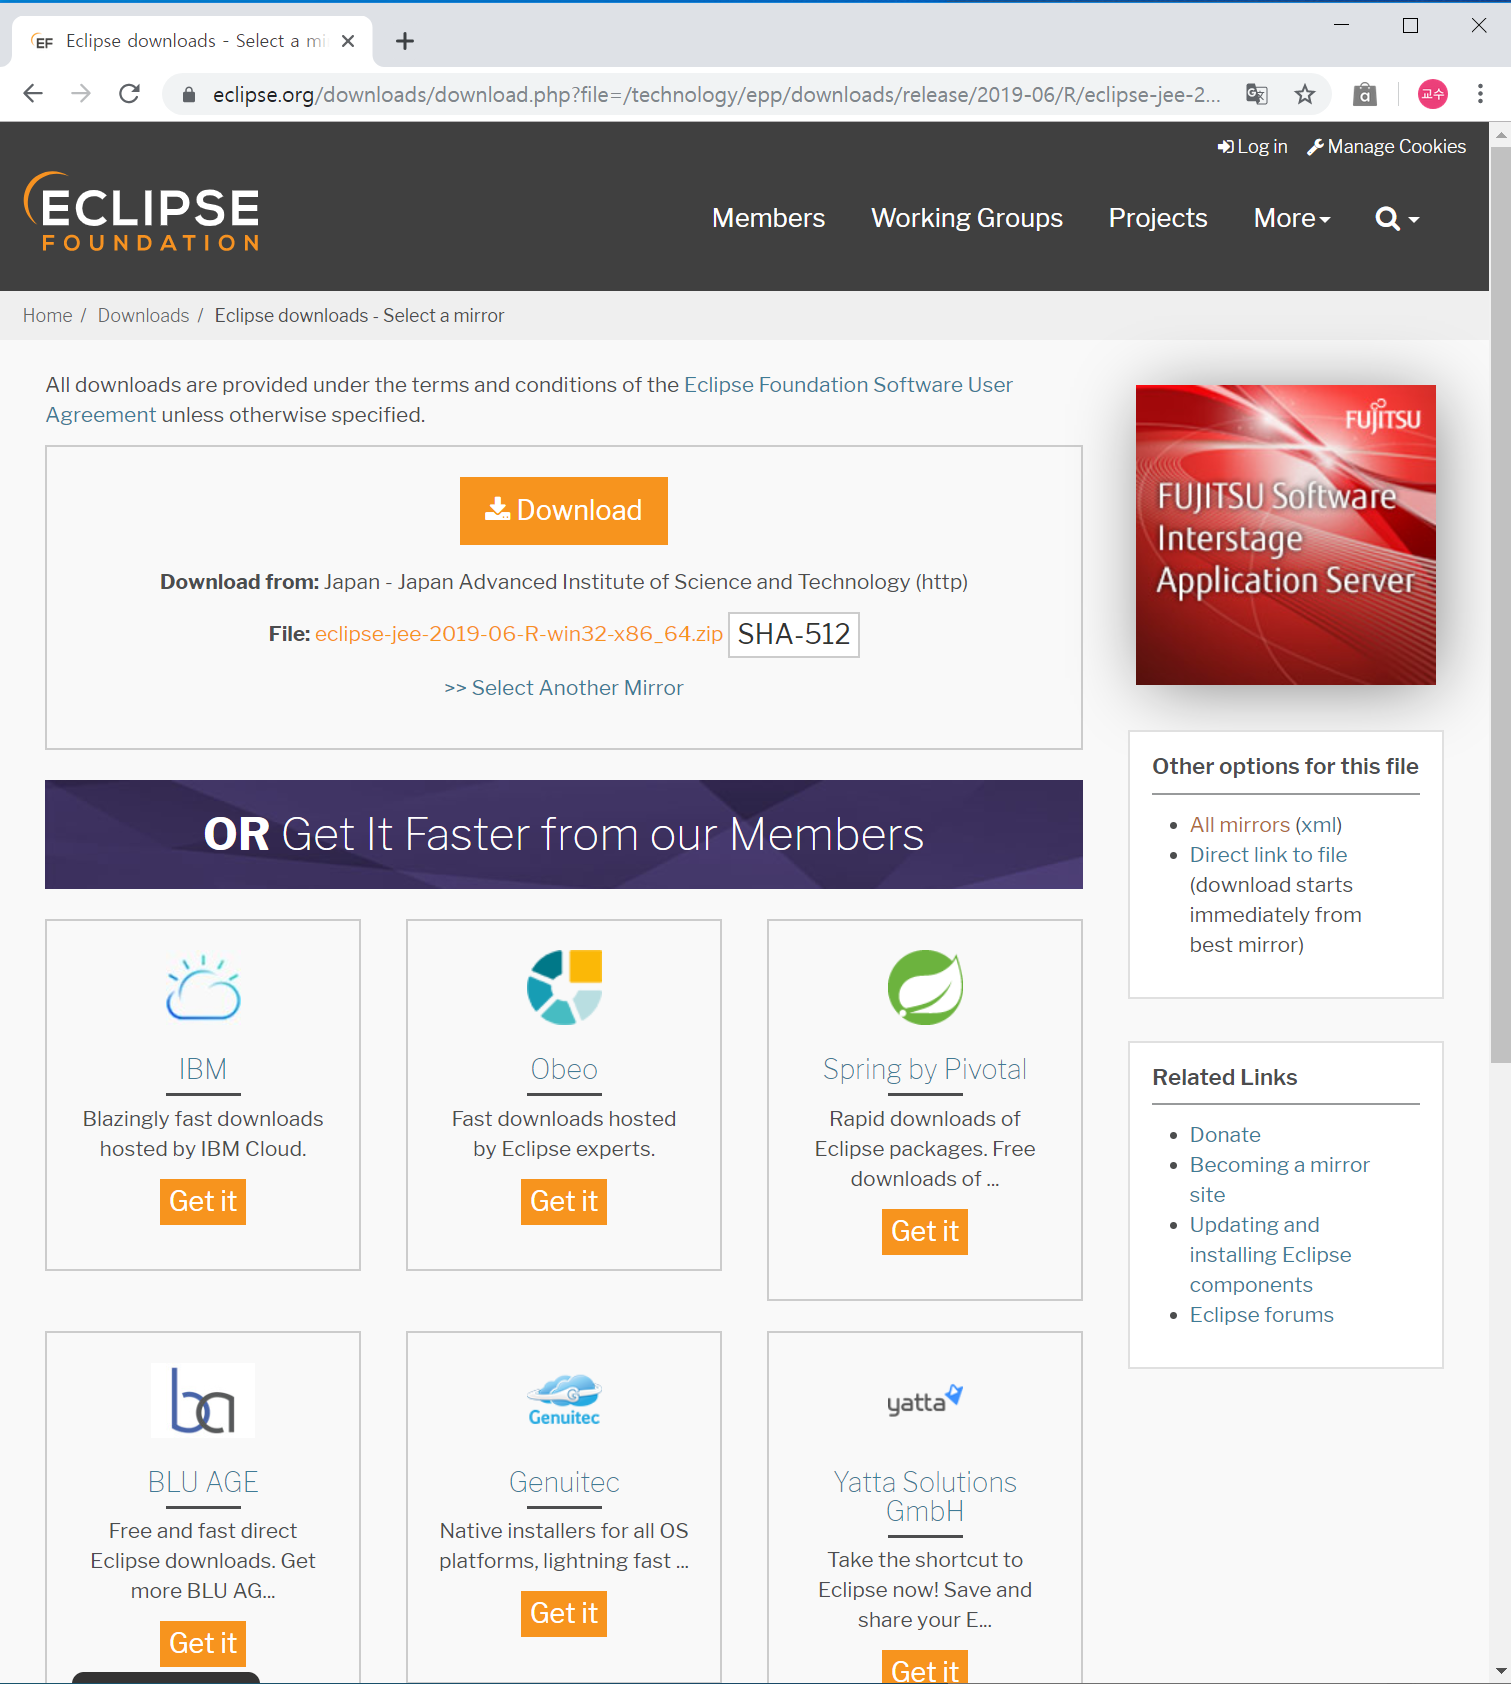 EF Eclipse downloads - Select a mi
eclipse.org/downloads/download.php?file=/technology/epp/downloads/release/2019-06/R/eclipse-jee-2...
교수
Log in Manage Cookies
ECLIPSE
FOUNDATION
Members Working Groups Projects More
Home / Downloads / Eclipse downloads - Select a mirror
All downloads are provided under the terms and conditions of the Eclipse Foundation Software User
Agreement unless otherwise specified.
Download
Download from: Japan - Japan Advanced Institute of Science and Technology (http)
File: eclipse-jee-2019-06-R-win32-x86_64.zip SHA-512
>> Select Another Mirror
FUJITSU
FUJITSU Software
Interstage
Application Server
Other options for this file
All mirrors (xml)
Direct link to file
(download starts
immediately from
best mirror)
OR Get It Faster from our Members
IBM
Blazingly fast downloads
hosted by IBM Cloud.
Get it
Obeo
Fast downloads hosted
by Eclipse experts.
Get it
Spring by Pivotal
Rapid downloads of
Eclipse packages. Free
downloads of ...
Get it
Related Links
Donate
Becoming a mirror
site
Updating and
installing Eclipse
components
Eclipse forums
ba
BLU AGE
Free and fast direct
Eclipse downloads. Get
more BLU AG...
Get it
Genuitec
Genuitec
Native installers for all OS
platforms, lightning fast ...
Get it
yatta
Yatta Solutions
GmbH
Take the shortcut to
Eclipse now! Save and
share your E...
Get it